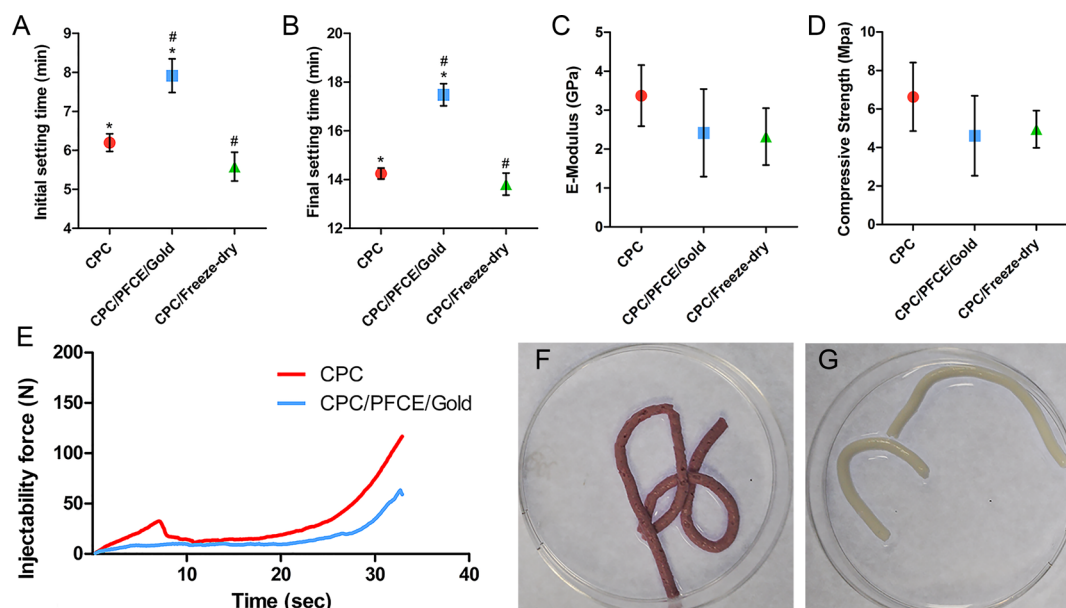 A
Initial setting time (min)
9
8
7
6
5
4
*
#
*
#
CPC
CPC/PFCE/Gold
CPC/Freeze-dry
B
Final setting time (min)
20
18
16
14
12
*
#
*
#
CPC
CPC/PFCE/Gold
CPC/Freeze-dry
C
E-Modulus (GPa)
5
4
3
2
1
0
CPC
CPC/PFCE/Gold
CPC/Freeze-dry
D
Compressive Strength (Mpa)
10
8
6
4
2
0
CPC
CPC/PFCE/Gold
CPC/Freeze-dry
E
Injectability force (N)
200
150
100
50
0
CPC
CPC/PFCE/Gold
10
20
30
40
Time (sec)
F
G